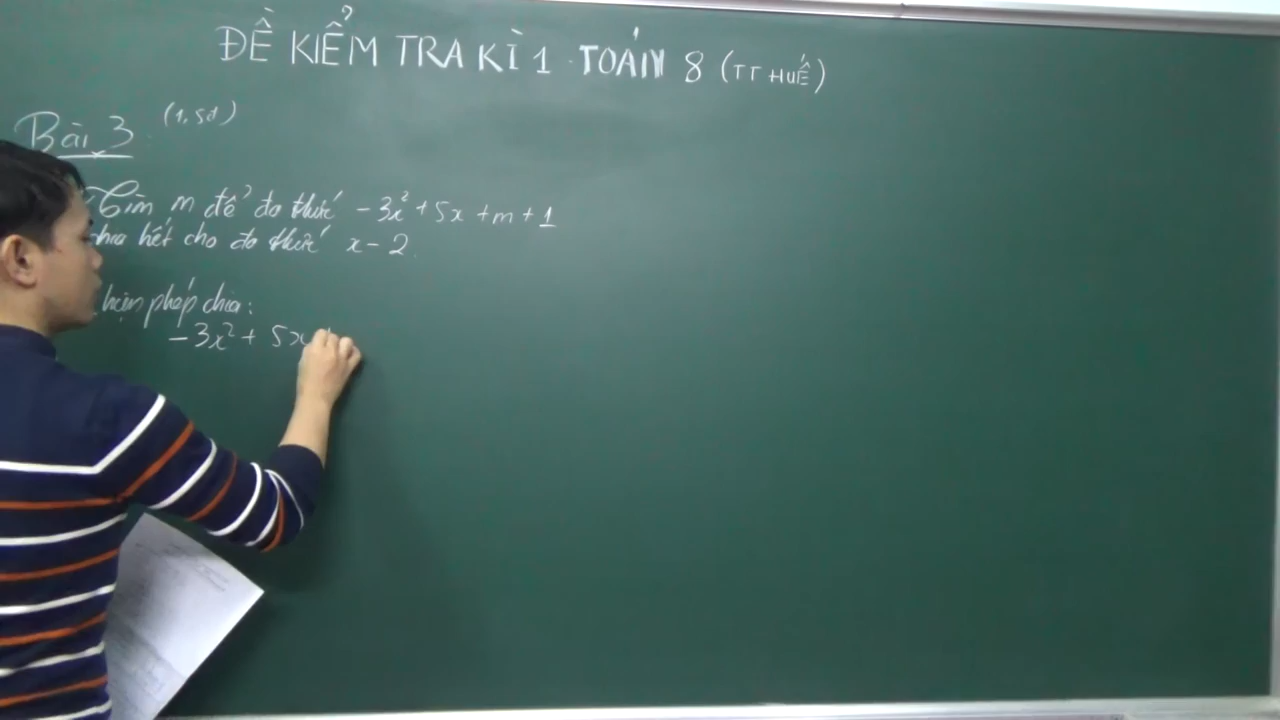 ĐỀ KIỂM TRA KÌ 1 TOÁN 8 (TT HUẾ)
Bài 3 (1,5đ)
Tìm m để đa thức -3x² + 5x + m + 1
chia hết cho đa thức x - 2.
phép chia:
-3x² + 5x